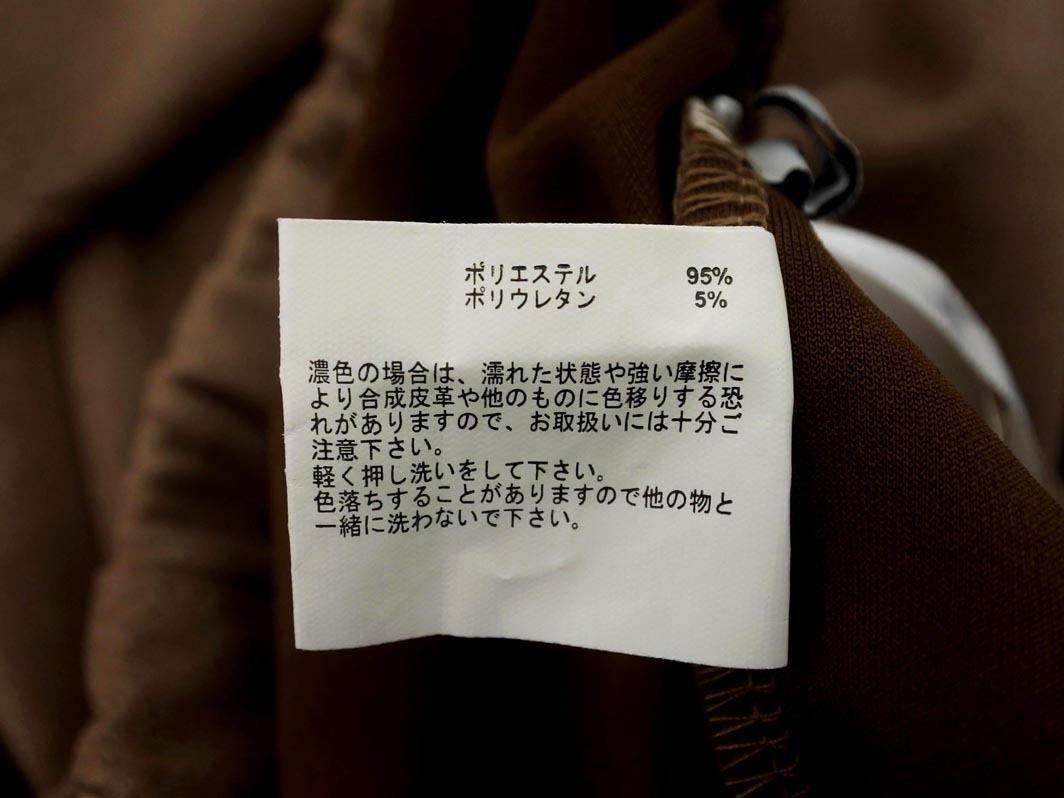 ポリエステル 95%
ポリウレタン 5%
濃色の場合は、濡れた状態や強い摩擦に
より合成皮革や他のものに色移りする恐
れがありますので、お取扱いには十分ご
注意下さい。
軽く押し洗いをして下さい。
色落ちすることがありますので他の物と
一緒に洗わないで下さい。